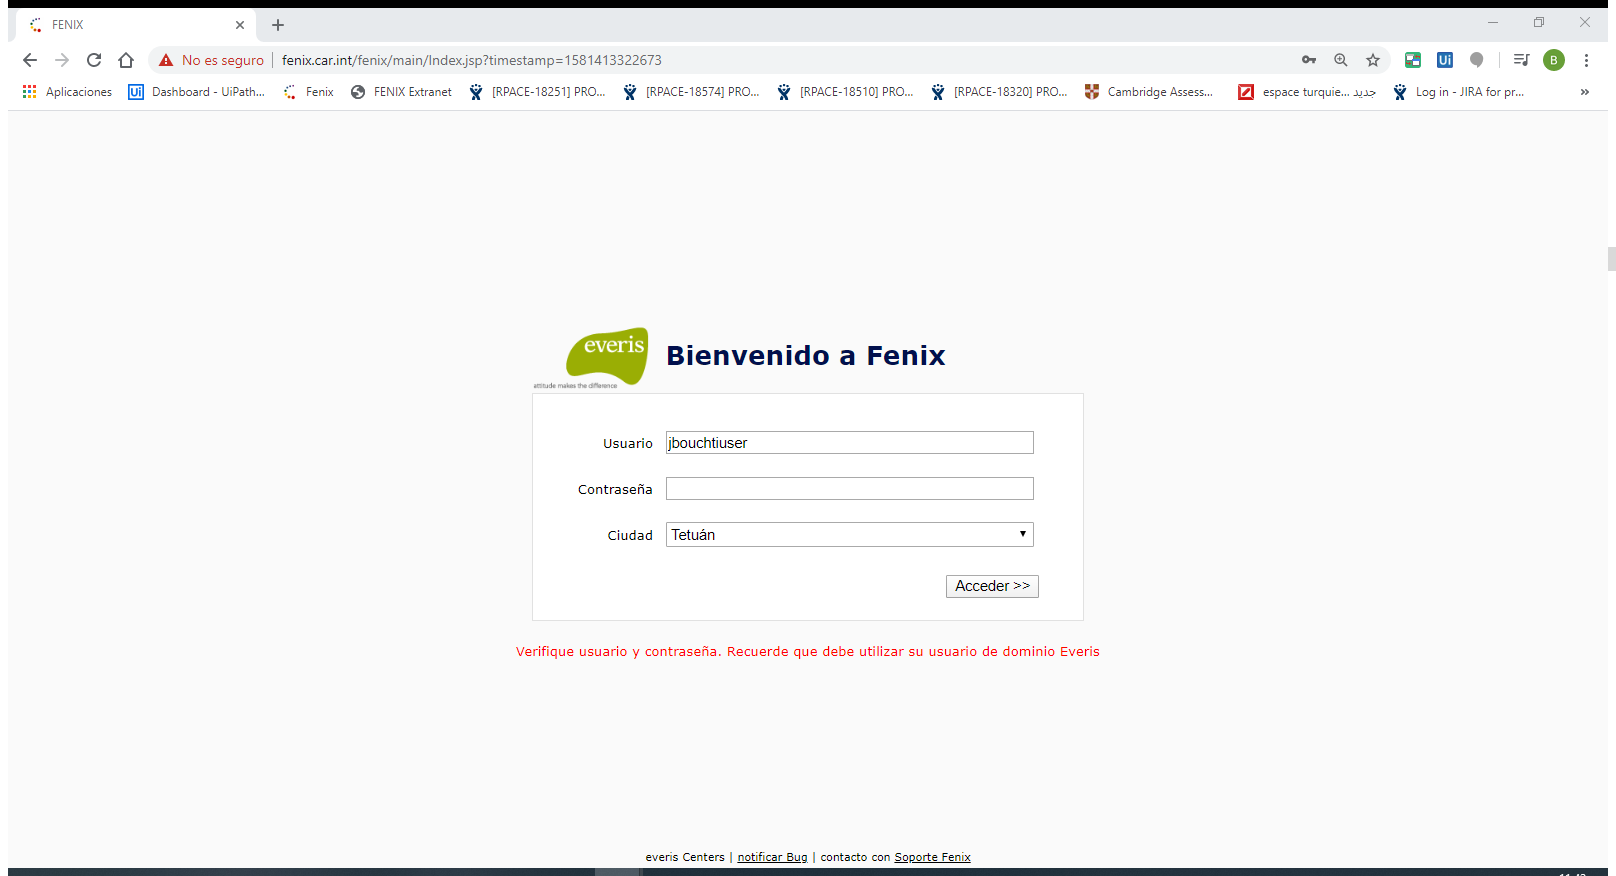 FENIX
No es seguro fenix.car.int/fenix/main/Index.jsp?timestamp=1581413322673
Ui
B
Aplicaciones Ui Dashboard - UiPath... Fenix FENIX Extranet [RPACE-18251] PRO... [RPACE-18574] PRO... [RPACE-18510] PRO... [RPACE-18320] PRO... Cambridge Assess... espace turquie... جديد Log in - JIRA for pr... »
everis
attitude makes the difference
Bienvenido a Fenix
Usuario jbouchtiuser
Contraseña
Ciudad Tetuán
Acceder >>
Verifique usuario y contraseña. Recuerde que debe utilizar su usuario de dominio Everis
everis Centers | notificar Bug | contacto con Soporte Fenix